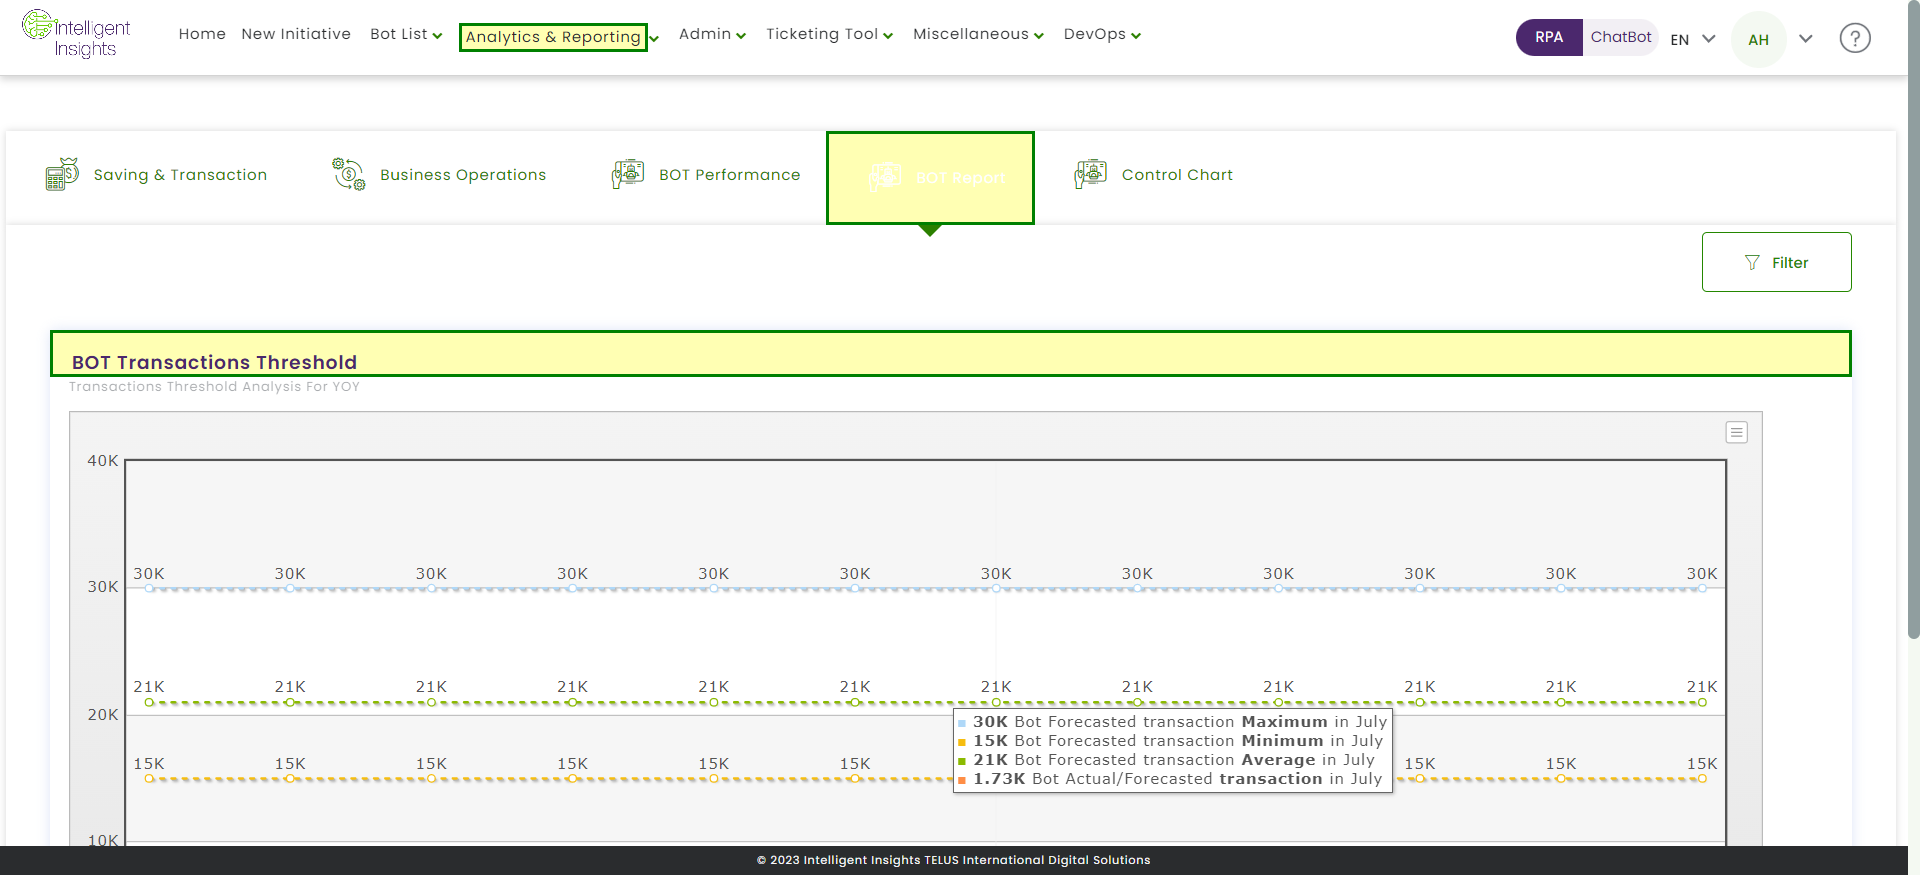 Intelligent
Insights
Home New Initiative Bot List Analytics & Reporting Admin Ticketing Tool Miscellaneous DevOps
RPA ChatBot EN AH ?
Saving & Transaction Business Operations BOT Performance BOT Report Control Chart
Filter
BOT Transactions Threshold
Transactions Threshold Analysis For YOY
40K
30K 30K 30K 30K 30K 30K 30K 30K 30K 30K 30K 30K
30K
21K 21K 21K 21K 21K 21K 21K 21K 21K 21K 21K 21K
20K
30K Bot Forecasted transaction Maximum in July
15K Bot Forecasted transaction Minimum in July
21K Bot Forecasted transaction Average in July
1.73K Bot Actual/Forecasted transaction in July
15K 15K 15K 15K 15K 15K 15K 15K 15K
10K
© 2023 Intelligent Insights TELUS International Digital Solutions